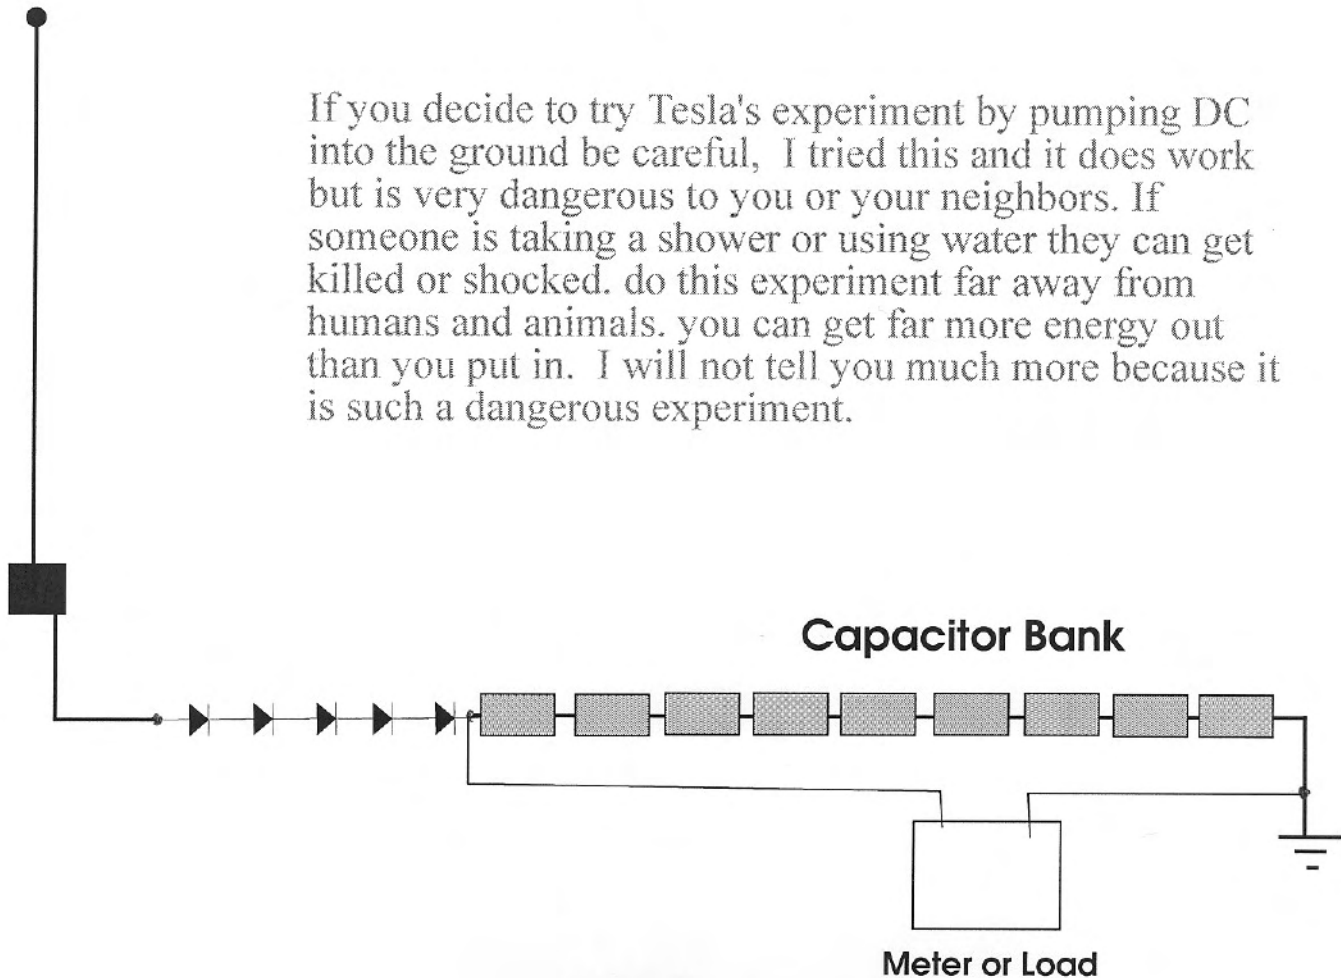 If you decide to try Tesla's experiment by pumping DC
into the ground be careful, I tried this and it does work
but is very dangerous to you or your neighbors. If
someone is taking a shower or using water they can get
killed or shocked. do this experiment far away from
humans and animals. you can get far more energy out
than you put in. I will not tell you much more because it
is such a dangerous experiment.
Capacitor Bank
Meter or Load